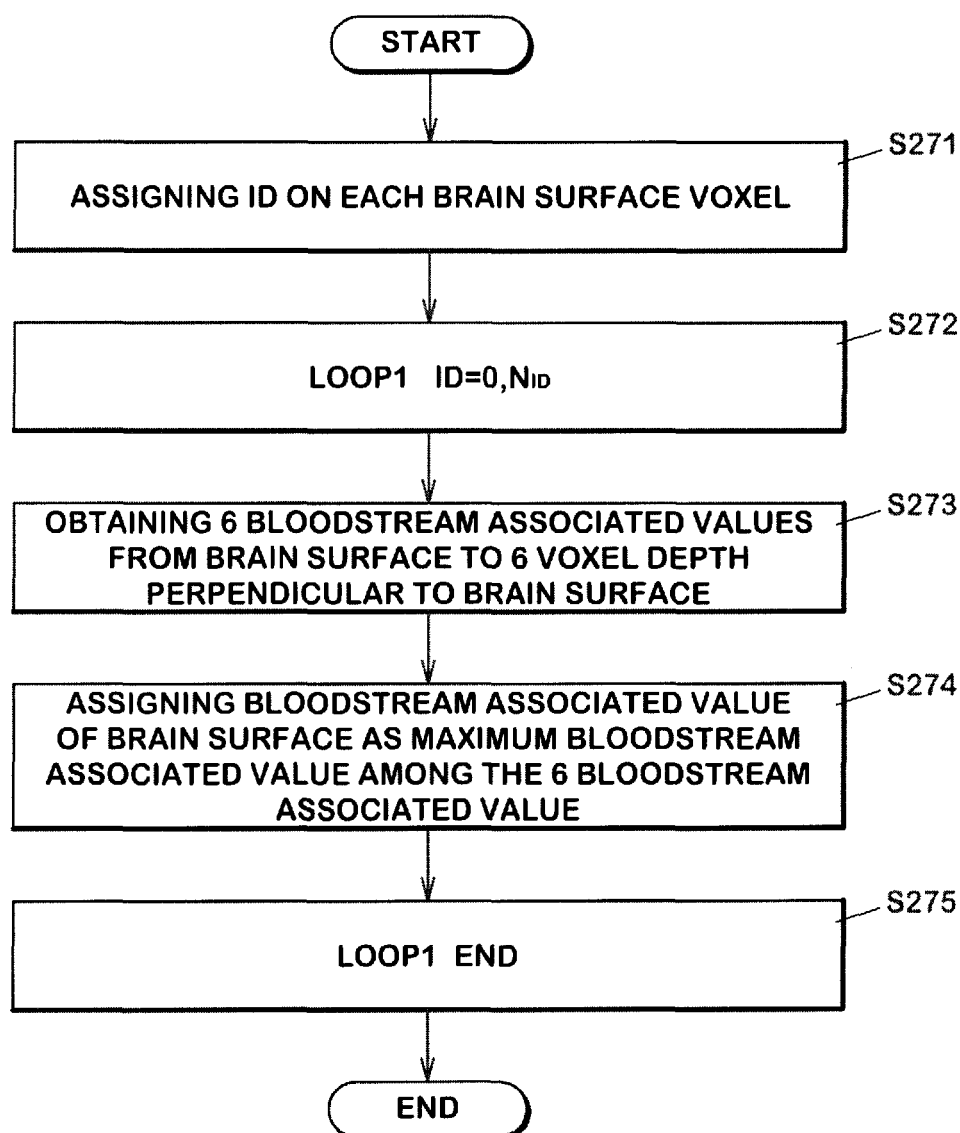 START
S271
ASSIGNING ID ON EACH BRAIN SURFACE VOXEL
S272
LOOP1 ID=0,NID
S273
OBTAINING 6 BLOODSTREAM ASSOCIATED VALUES
FROM BRAIN SURFACE TO 6 VOXEL DEPTH
PERPENDICULAR TO BRAIN SURFACE
S274
ASSIGNING BLOODSTREAM ASSOCIATED VALUE
OF BRAIN SURFACE AS MAXIMUM BLOODSTREAM
ASSOCIATED VALUE AMONG THE 6 BLOODSTREAM
ASSOCIATED VALUE
S275
LOOP1 END
END